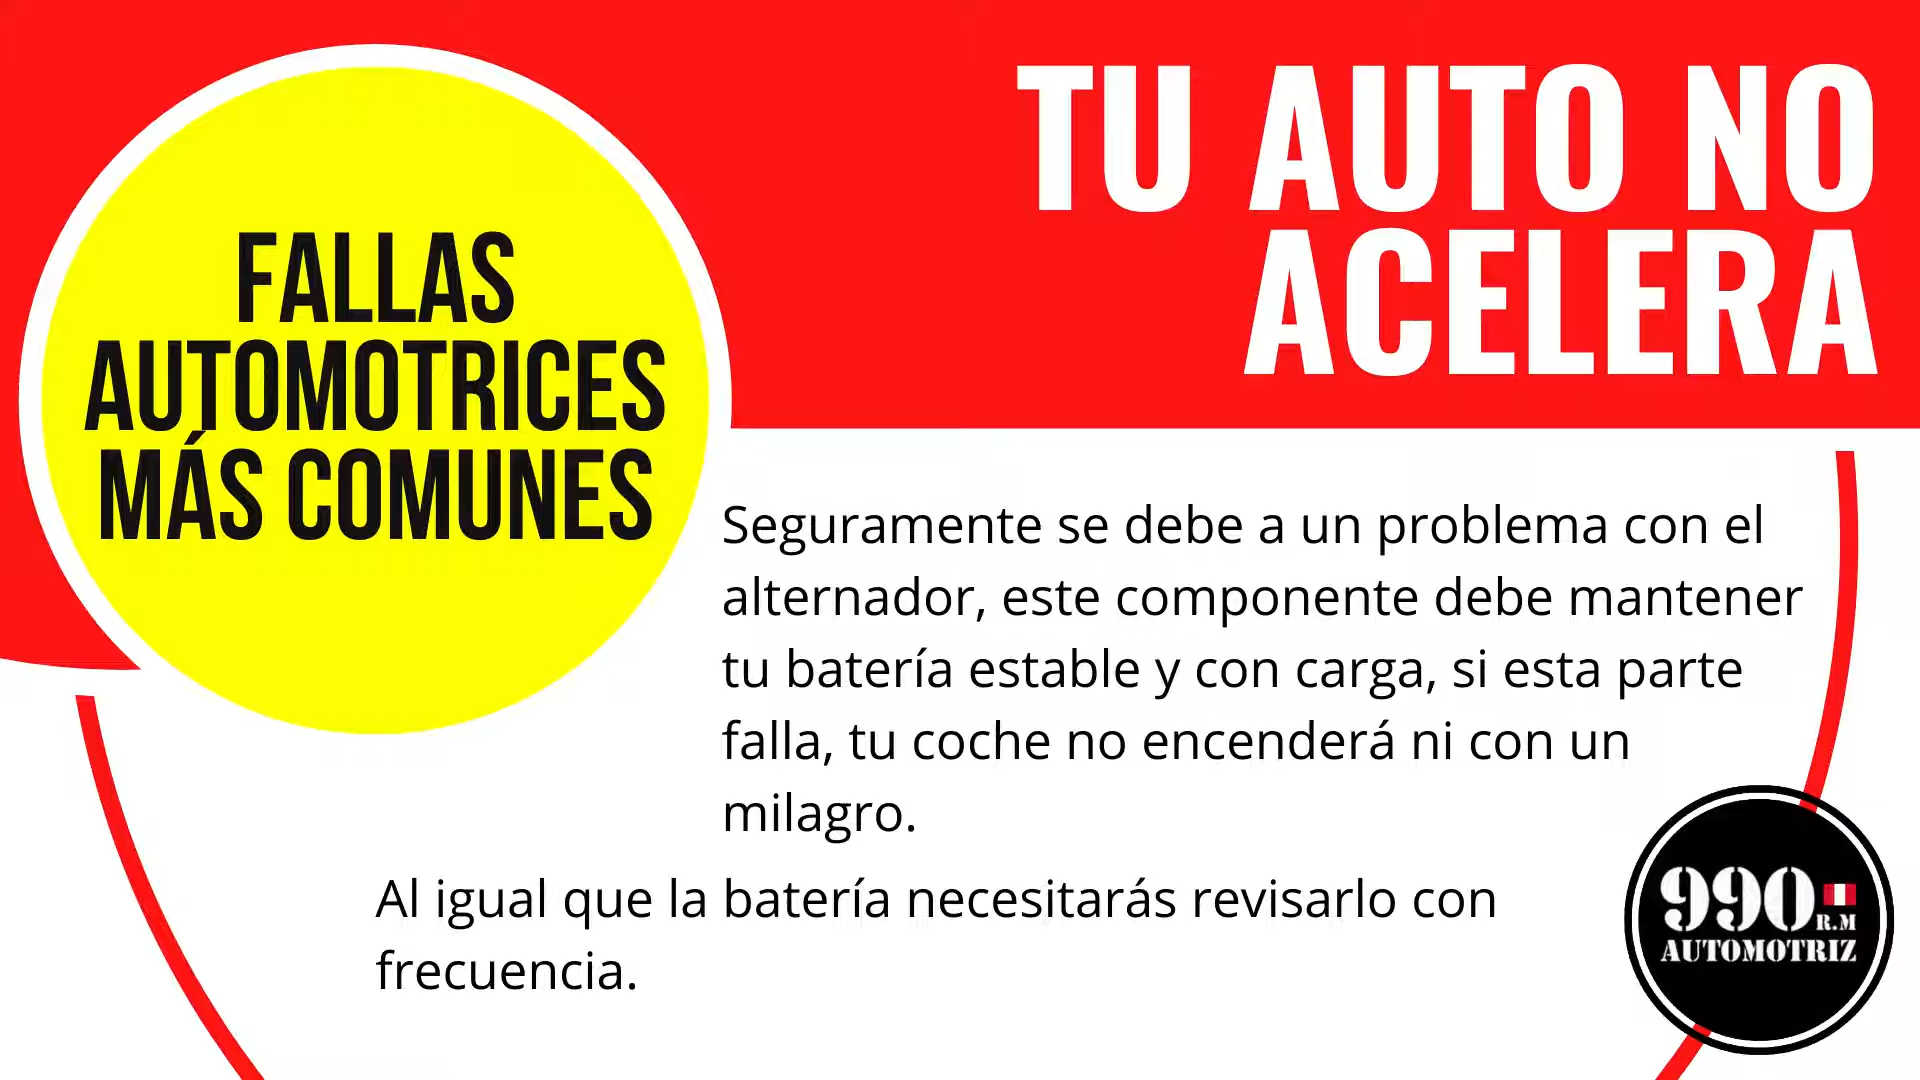 FALLAS
AUTOMOTRICES
MÁS COMUNES
TU AUTO NO
ACELERA
Seguramente se debe a un problema con el
alternador, este componente debe mantener
tu batería estable y con carga, si esta parte
falla, tu coche no encenderá ni con un
milagro.
Al igual que la batería necesitarás revisarlo con
frecuencia.
990 R.M
AUTOMOTRIZ